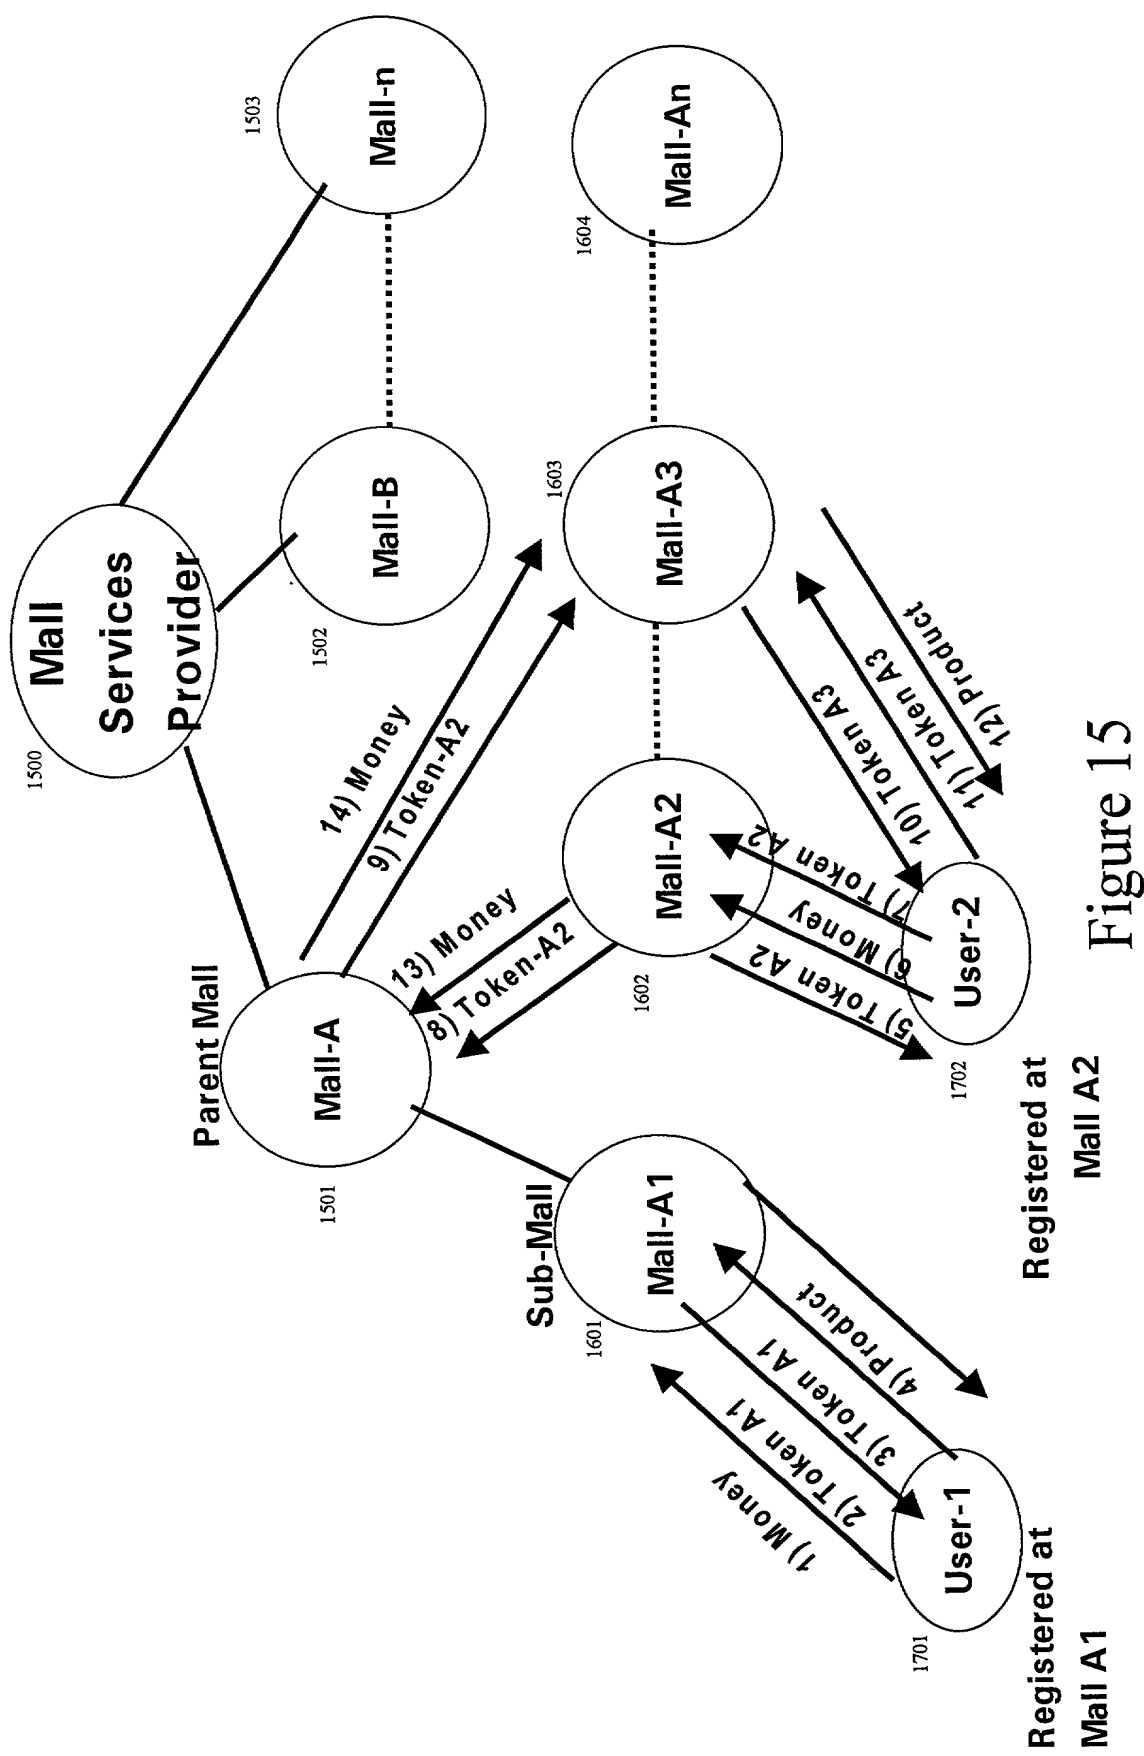 1500
Mall
Services
Provider
Parent Mall
1501
Mall-A
1502
Mall-B
1503
Mall-n
14) Money
9) Token-A2
13) Money
8) Token-A2
Sub-Mall
1601
Mall-A1
1602
Mall-A2
1603
Mall-A3
1604
Mall-An
1) Money
2) Token A1
3) Token A1
4) Product
5) Token A2
6) Money
7) Token A2
10) Token A3
11) Token A3
12) Product
1701
User-1
Registered at
Mall A1
1702
User-2
Registered at
Mall A2
Figure 15